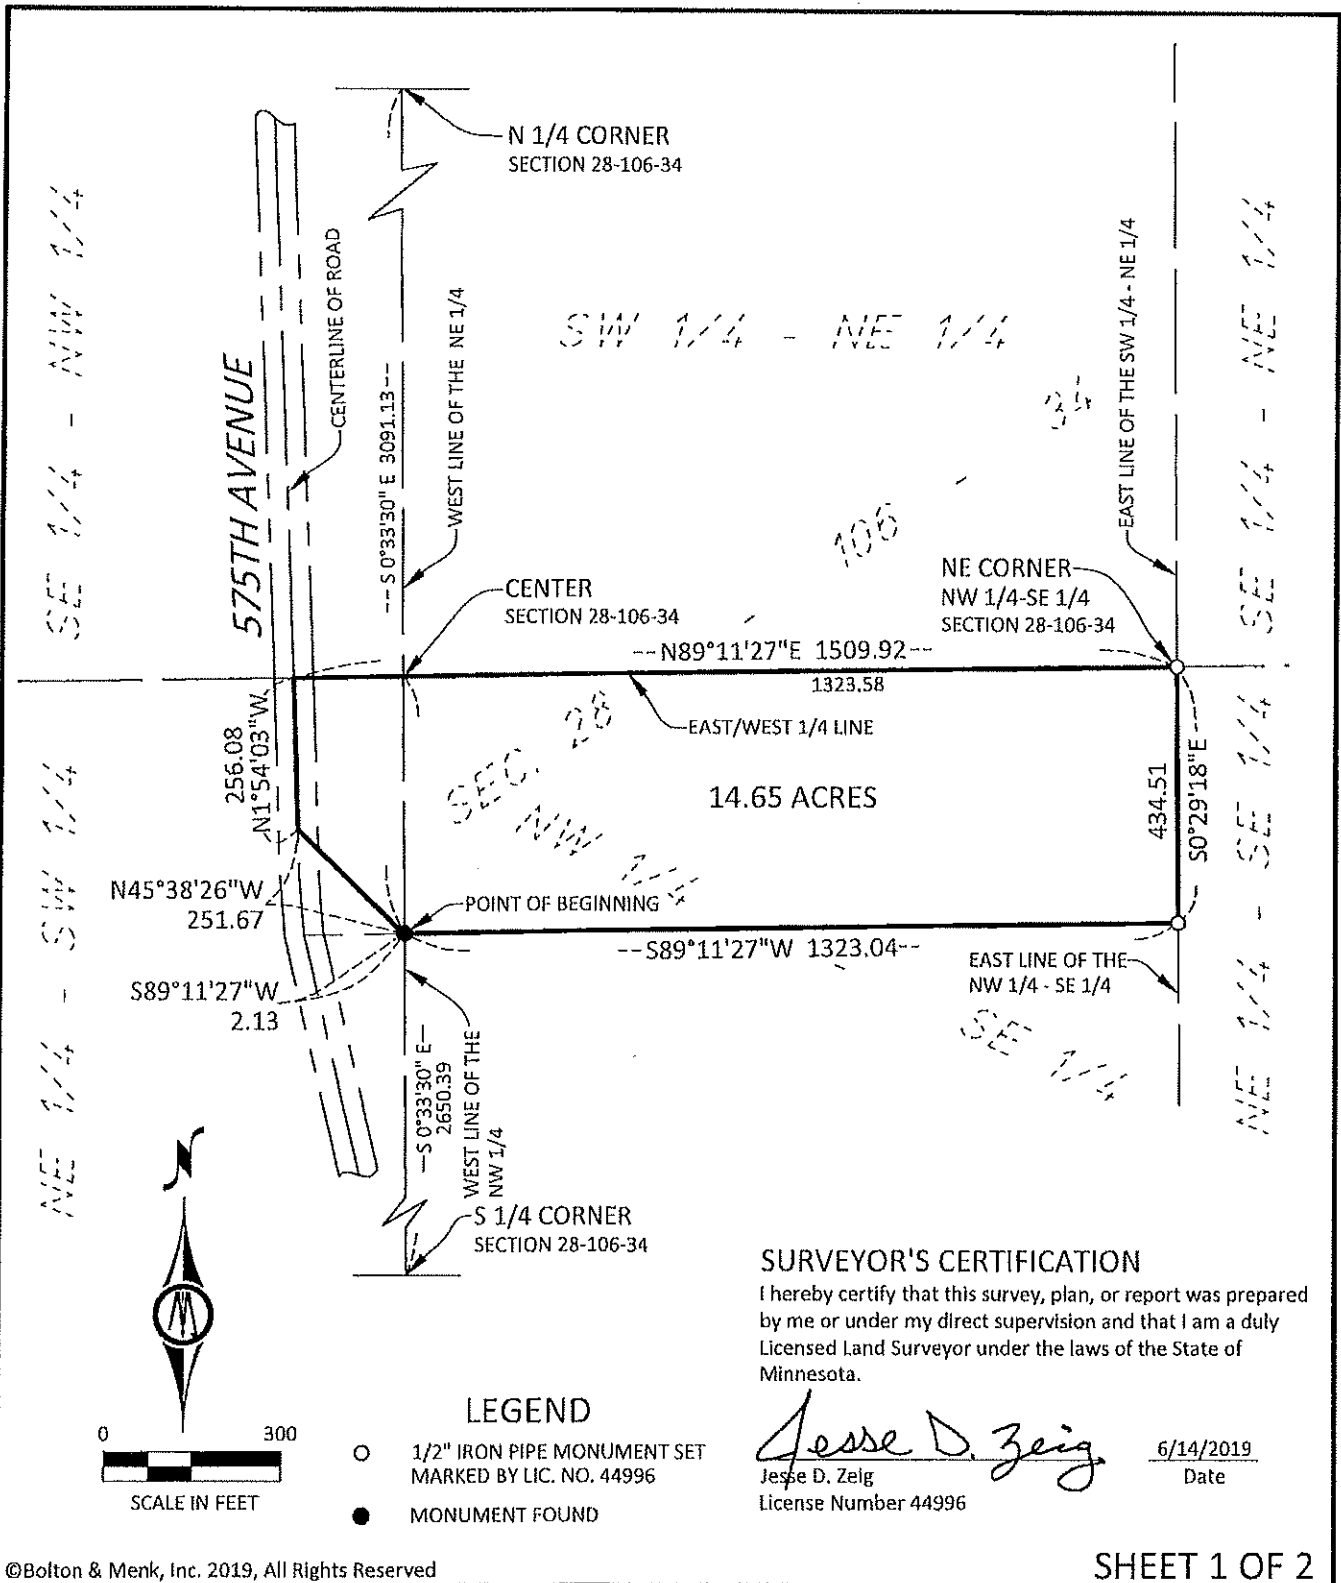 N 1/4 CORNER
SECTION 28-106-34
SE 1/4 - NW 1/4
575TH AVENUE
CENTERLINE OF ROAD
---S 0°33'30" E 3091.13---
WEST LINE OF THE NE 1/4
SW 1/4 - NE 1/4
EAST LINE OF THE SW 1/4 - NE 1/4
SE 1/4 - NE 1/4
34
106
CENTER
SECTION 28-106-34
NE CORNER
NW 1/4-SE 1/4
SECTION 28-106-34
---N89°11'27"E 1509.92---
1323.58
EAST/WEST 1/4 LINE
SEC. 28
NW 1/4
14.65 ACRES
256.08
N1°54'03"W
434.51
S0°29'18"E
N45°38'26"W
251.67
POINT OF BEGINNING
---S89°11'27"W 1323.04---
S89°11'27"W
2.13
EAST LINE OF THE
NW 1/4 - SE 1/4
SE 1/4
NE 1/4 - SW 1/4
NE 1/4 - SE 1/4
—S 0°33'30" E—
2650.39
WEST LINE OF THE
NW 1/4
S 1/4 CORNER
SECTION 28-106-34
N
SURVEYOR'S CERTIFICATION
I hereby certify that this survey, plan, or report was prepared
by me or under my direct supervision and that I am a duly
Licensed Land Surveyor under the laws of the State of
Minnesota.
Jesse D. Zeig
6/14/2019
Jesse D. Zeig
Date
License Number 44996
0 300
SCALE IN FEET
LEGEND
1/2" IRON PIPE MONUMENT SET
MARKED BY LIC. NO. 44996
MONUMENT FOUND
©Bolton & Menk, Inc. 2019, All Rights Reserved
SHEET 1 OF 2